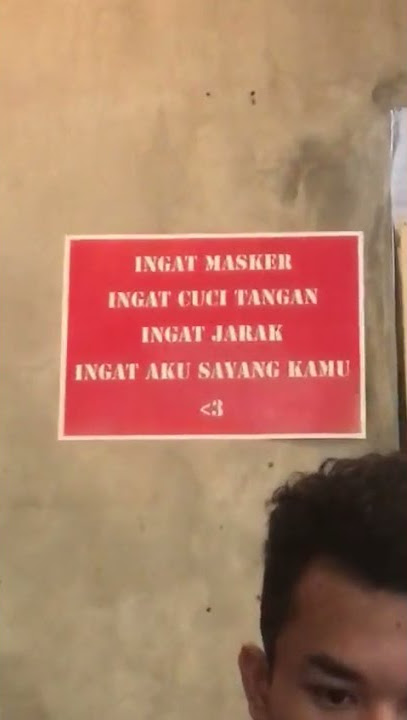 INGAT MASKER
INGAT CUCI TANGAN
INGAT JARAK
INGAT AKU SAYANG KAMU
<3